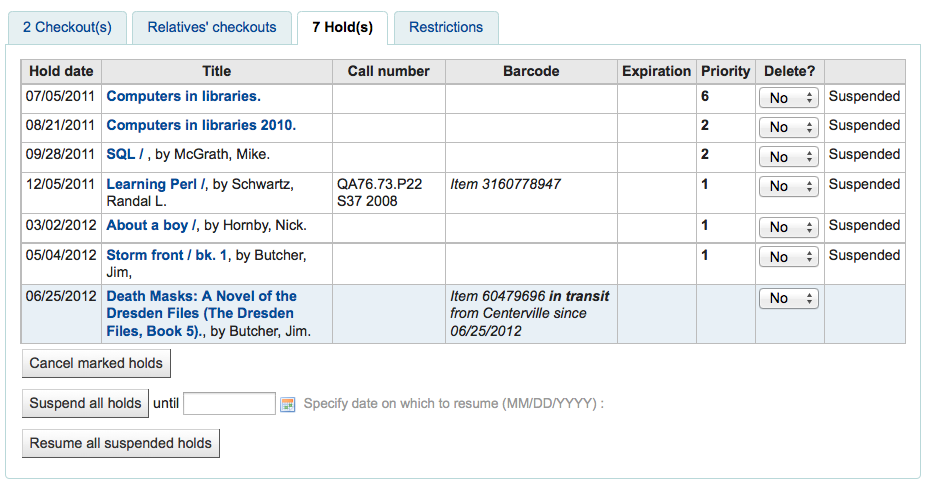 2 Checkout(s) Relatives' checkouts 7 Hold(s) Restrictions
Hold date Title Call number Barcode Expiration Priority Delete?
07/05/2011 Computers in libraries. 6 No Suspended
08/21/2011 Computers in libraries 2010. 2 No Suspended
09/28/2011 SQL / , by McGrath, Mike. 2 No Suspended
12/05/2011 Learning Perl /, by Schwartz, QA76.73.P22 Item 3160778947 1 No Suspended
Randal L. S37 2008
03/02/2012 About a boy /, by Hornby, Nick. 1 No Suspended
05/04/2012 Storm front / bk. 1, by Butcher, 1 No Suspended
Jim,
06/25/2012 Death Masks: A Novel of the Item 60479696 in transit No
Dresden Files (The Dresden from Centerville since
Files, Book 5)., by Butcher, Jim. 06/25/2012
Cancel marked holds
Suspend all holds until Specify date on which to resume (MM/DD/YYYY) :
Resume all suspended holds